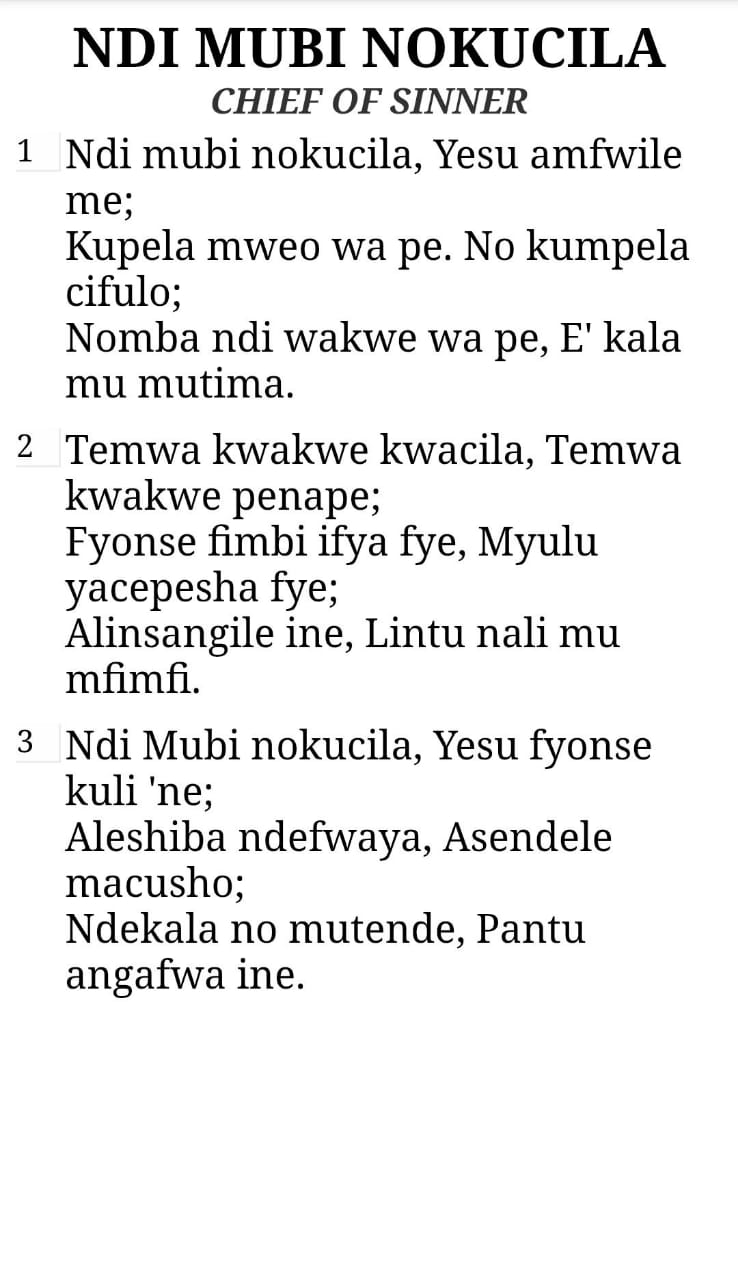 NDI MUBI NOKUCILA
CHIEF OF SINNER
1 Ndi mubi nokucila, Yesu amfwile
me;
Kupela mweo wa pe. No kumpela
cifulo;
Nomba ndi wakwe wa pe, E' kala
mu mutima.
2 Temwa kwakwe kwacila, Temwa
kwakwe penape;
Fyonse fimbi ifya fye, Myulu
yacepesha fye;
Alinsangile ine, Lintu nali mu
mfimfi.
3 Ndi Mubi nokucila, Yesu fyonse
kuli 'ne;
Aleshiba ndefwaya, Asendele
macusho;
Ndekala no mutende, Pantu
angafwa ine.